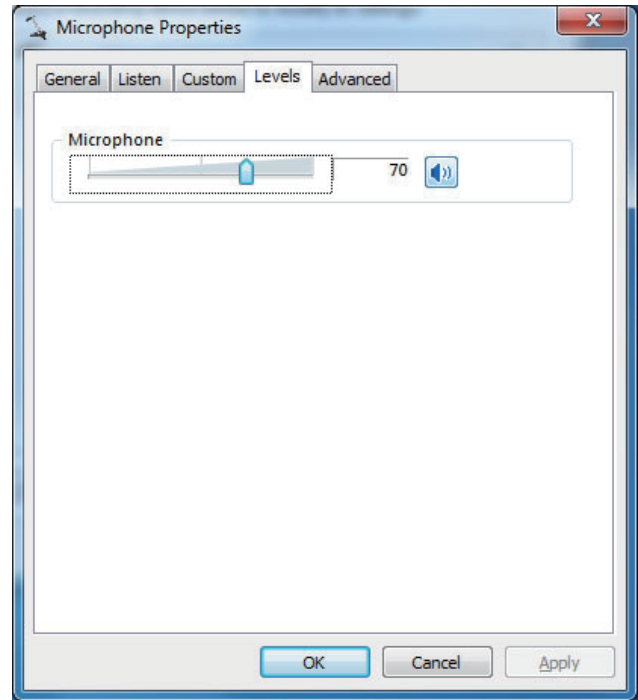 Microphone Properties
General Listen Custom Levels Advanced
Microphone
70
OK Cancel Apply